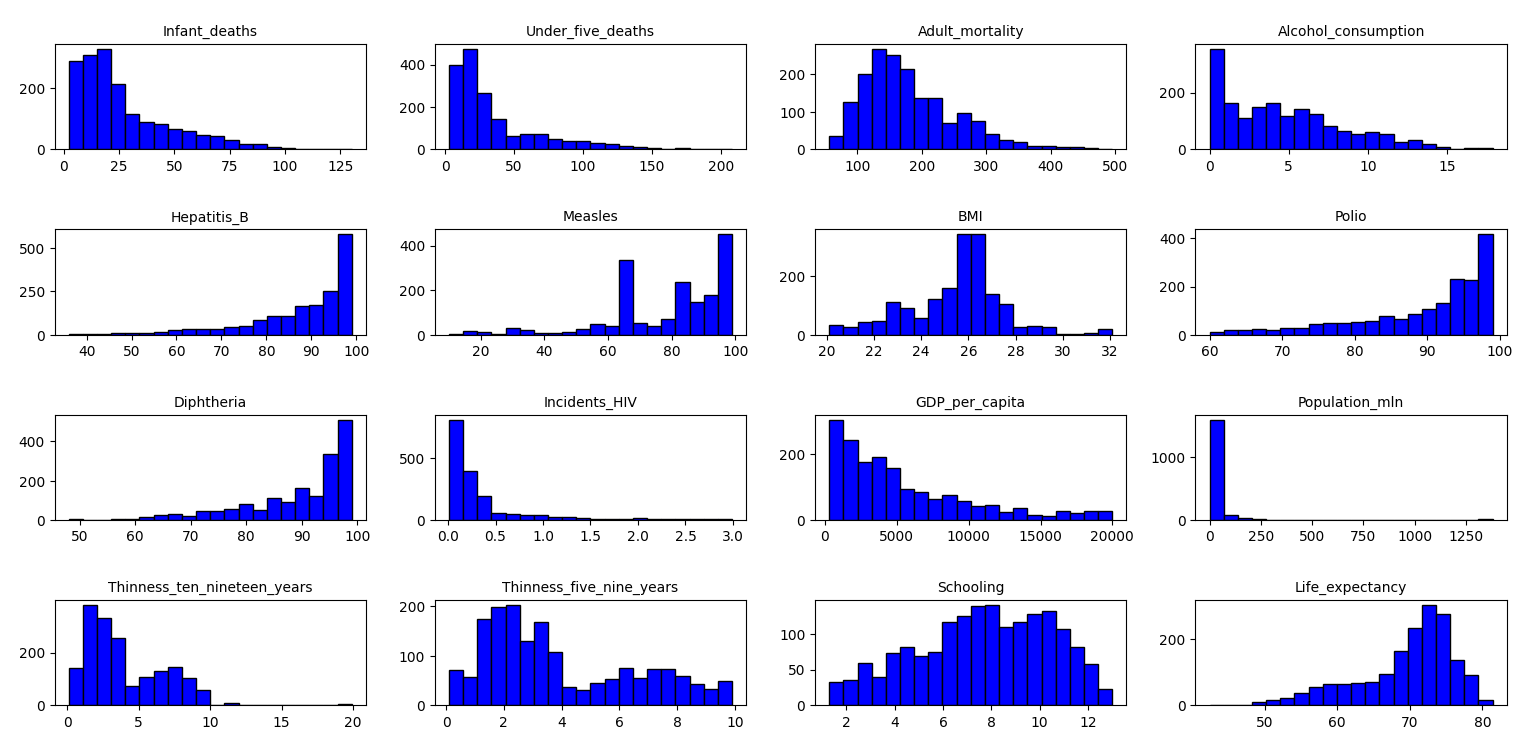 Infant_deaths Under_five_deaths Adult_mortality Alcohol_consumption
200 0 0 25 50 75 100 125
400 200 0 0 50 100 150 200
200 100 0 100 200 300 400 500
200 0 0 5 10 15
Hepatitis_B Measles BMI Polio
500 250 0 40 50 60 70 80 90 100
400 200 0 20 40 60 80 100
200 0 20 22 24 26 28 30 32
400 200 0 60 70 80 90 100
Diphtheria Incidents_HIV GDP_per_capita Population_mln
400 200 0 50 60 70 80 90 100
500 0 0.0 0.5 1.0 1.5 2.0 2.5 3.0
200 0 0 5000 10000 15000 20000
1000 0 0 250 500 750 1000 1250
Thinness_ten_nineteen_years Thinness_five_nine_years Schooling Life_expectancy
200 0 0 5 10 15 20
200 100 0 0 2 4 6 8 10
100 50 0 2 4 6 8 10 12
200 0 50 60 70 80